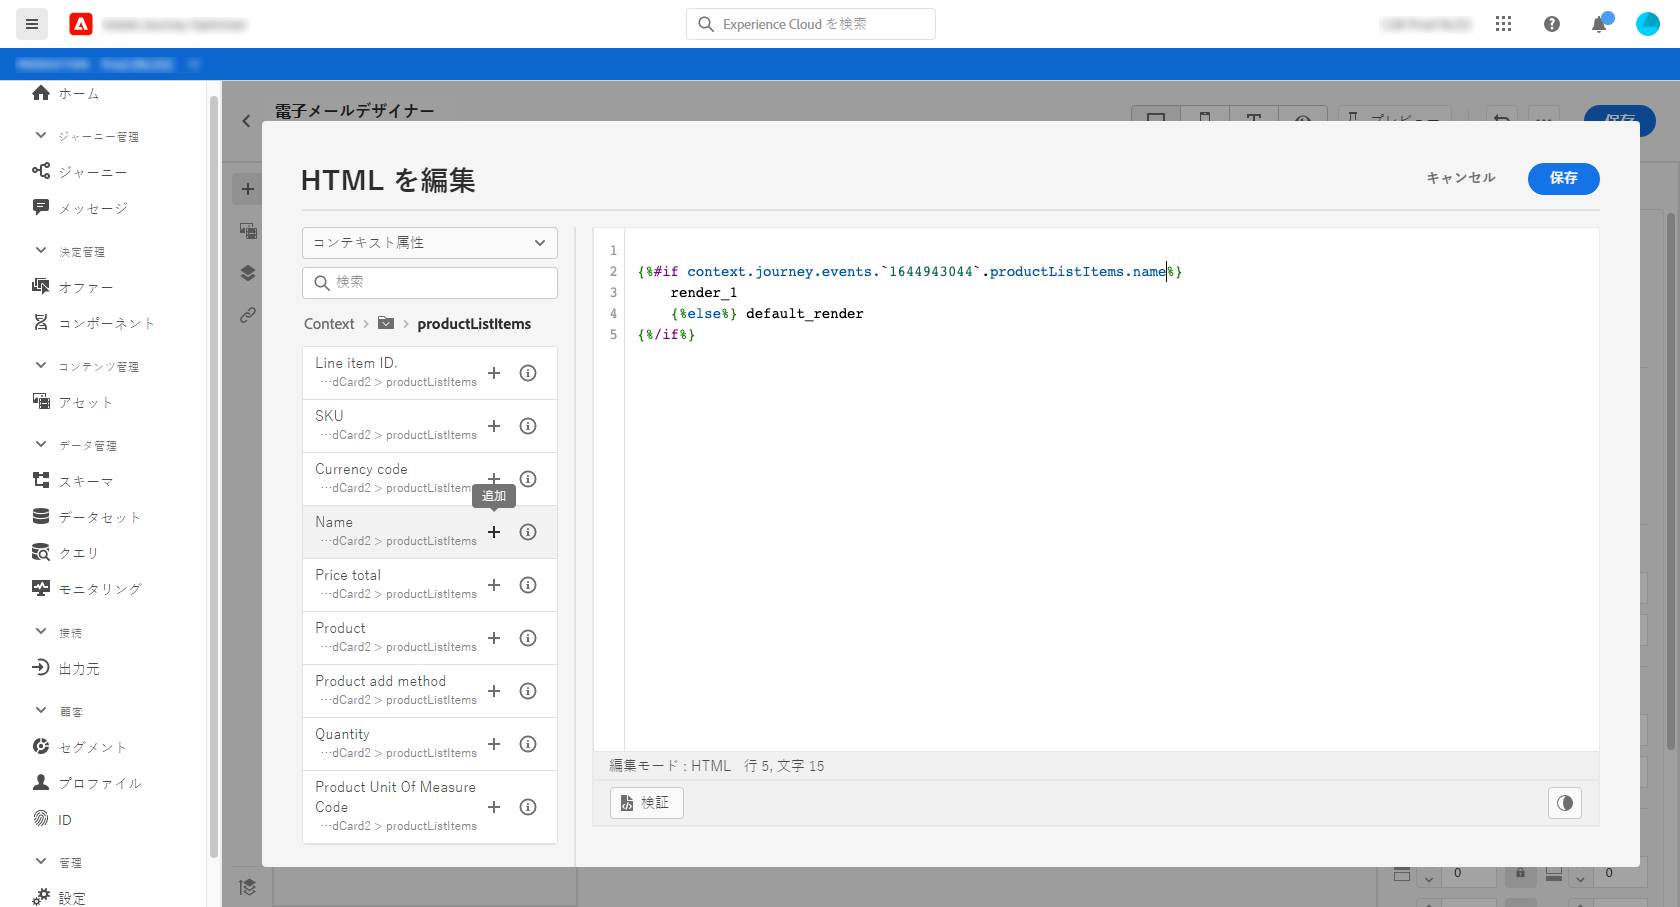 Experience Cloud を検索
ホーム
ジャーニー管理
ジャーニー
メッセージ
決定管理
オファー
コンポーネント
コンテンツ管理
アセット
データ管理
スキーマ
データセット
クエリ
モニタリング
接続
出力元
顧客
セグメント
プロファイル
ID
管理
設定
電子メールデザイナー
プレビュー
保存
HTML を編集
キャンセル
保存
コンテキスト属性
検索
Context > > productListItems
Line item ID.
…dCard2 > productListItems
SKU
…dCard2 > productListItems
Currency code
…dCard2 > productListItems
追加
Name
…dCard2 > productListItems
Price total
…dCard2 > productListItems
Product
…dCard2 > productListItems
Product add method
…dCard2 > productListItems
Quantity
…dCard2 > productListItems
Product Unit Of Measure
Code
…dCard2 > productListItems
1
2 {%#if context.journey.events.`1644943044`.productListItems.name%}
3 render_1
4 {%else%} default_render
5 {%/if%}
編集モード : HTML 行 5, 文字 15
検証
0
0